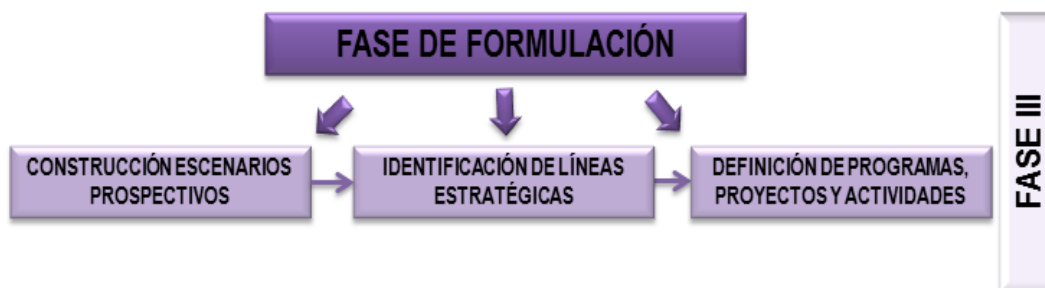 FASE DE FORMULACIÓN
CONSTRUCCIÓN ESCENARIOS
PROSPECTIVOS
IDENTIFICACIÓN DE LÍNEAS
ESTRATÉGICAS
DEFINICIÓN DE PROGRAMAS,
PROYECTOS Y ACTIVIDADES
FASE III